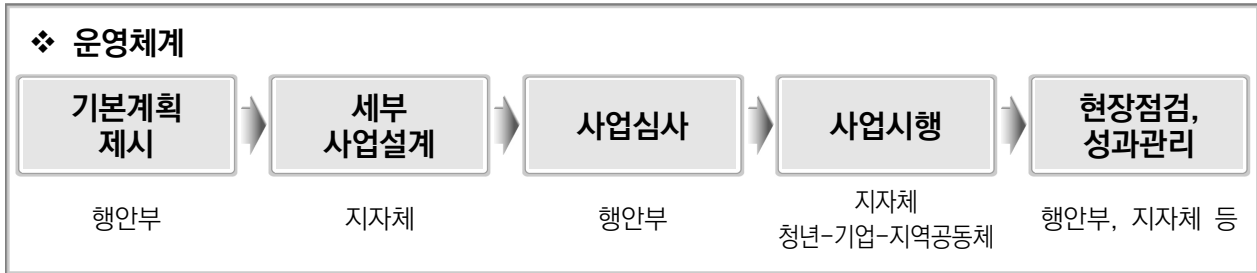 ❖ 운영체계
기본계획
제시
세부
사업설계
사업심사
사업시행
현장점검,
성과관리
행안부
지자체
행안부
지자체
청년-기업-지역공동체
행안부, 지자체 등